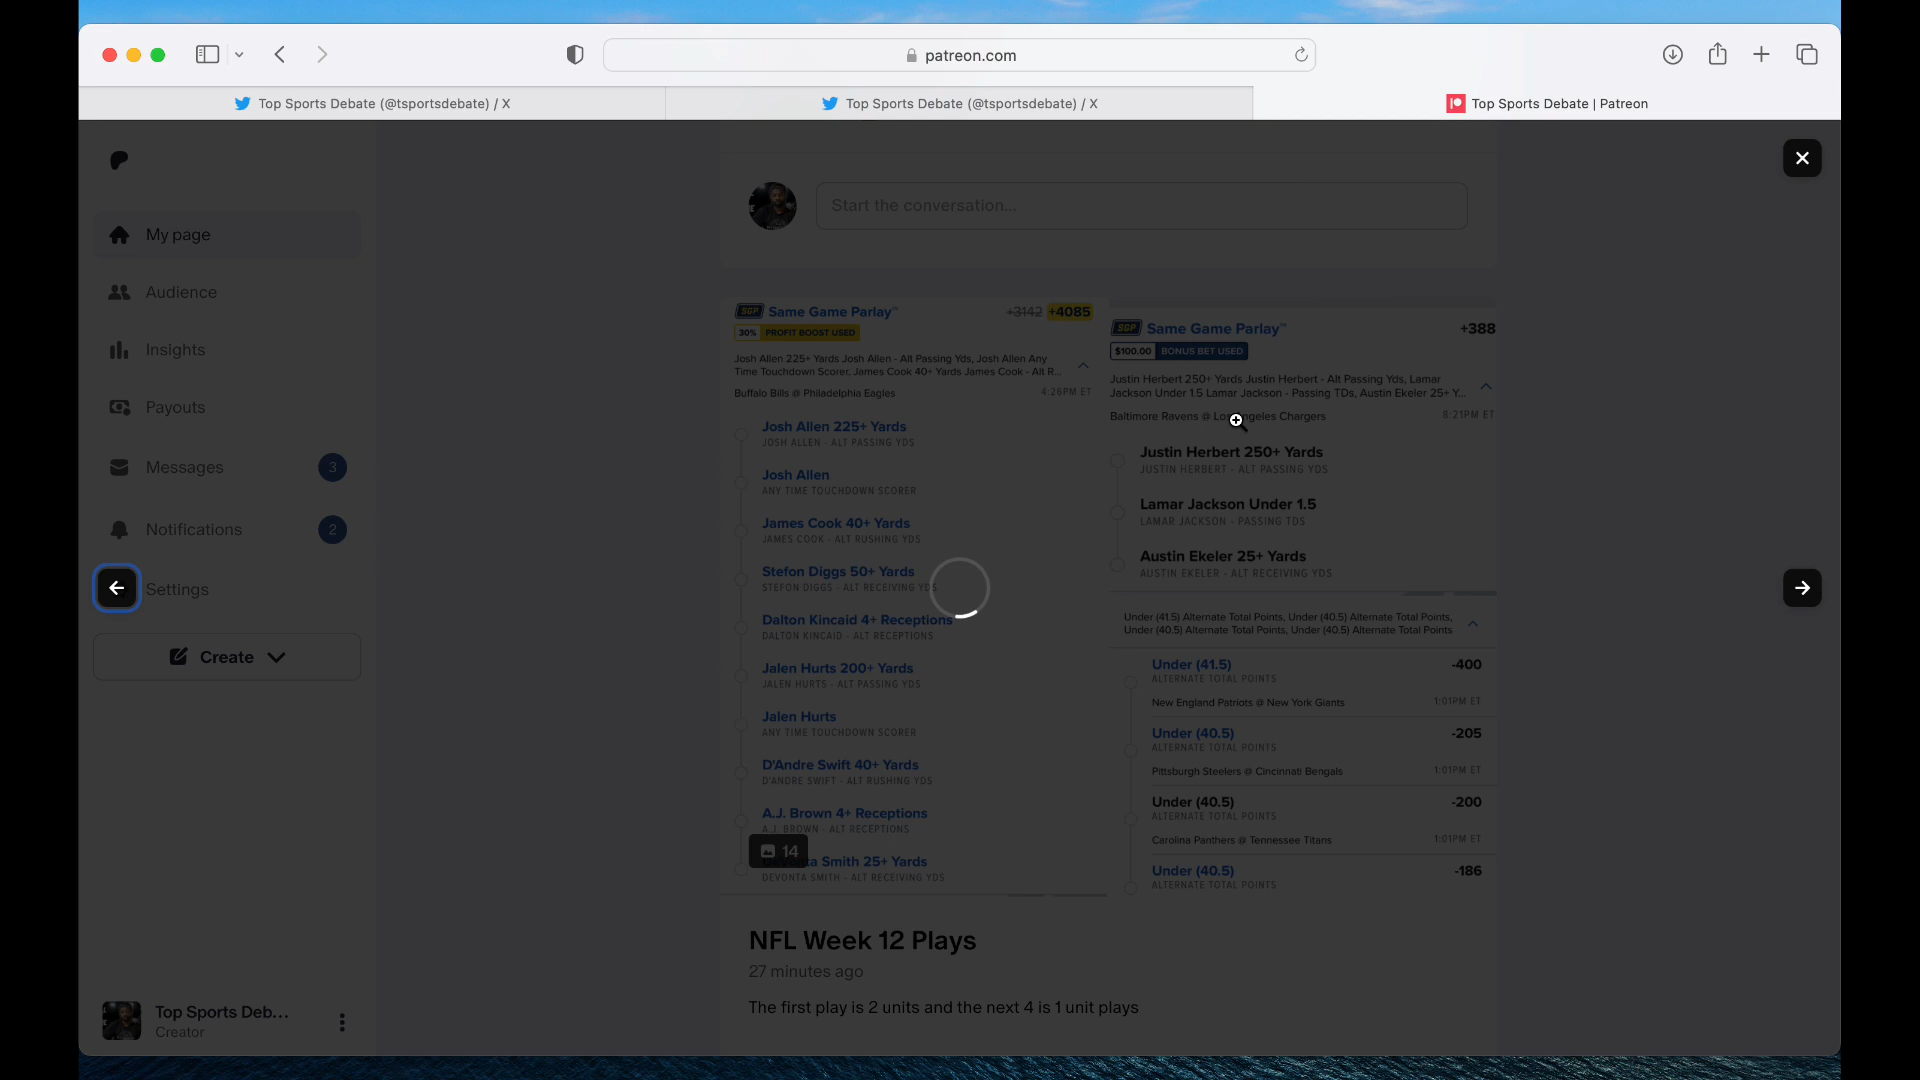 patreon.com
Top Sports Debate (@tsportsdebate) / X
Top Sports Debate (@tsportsdebate) / X
Top Sports Debate | Patreon
My page
Audience
Insights
Payouts
Messages
3
Notifications
2
Settings
Create
Top Sports Deb...
Creator
Start the conversation...
SGP Same Game Parlay™ +3142 +4085
30% PROFIT BOOST USED
Josh Allen 225+ Yards Josh Allen - Alt Passing Yds, Josh Allen Any
Time Touchdown Scorer, James Cook 40+ Yards James Cook - Alt R...
Buffalo Bills @ Philadelphia Eagles 4:26PM ET
Josh Allen 225+ Yards
JOSH ALLEN - ALT PASSING YDS
Josh Allen
ANY TIME TOUCHDOWN SCORER
James Cook 40+ Yards
JAMES COOK - ALT RUSHING YDS
Stefon Diggs 50+ Yards
STEFON DIGGS - ALT RECEIVING YDS
Dalton Kincaid 4+ Receptions
DALTON KINCAID - ALT RECEPTIONS
Jalen Hurts 200+ Yards
JALEN HURTS - ALT PASSING YDS
Jalen Hurts
ANY TIME TOUCHDOWN SCORER
D'Andre Swift 40+ Yards
D'ANDRE SWIFT - ALT RUSHING YDS
A.J. Brown 4+ Receptions
A.J. BROWN - ALT RECEPTIONS
14
Smith 25+ Yards
DEVONTA SMITH - ALT RECEIVING YDS
SGP Same Game Parlay™ +388
$100.00 BONUS BET USED
Justin Herbert 250+ Yards Justin Herbert - Alt Passing Yds, Lamar
Jackson Under 1.5 Lamar Jackson - Passing TDs, Austin Ekeler 25+ Y...
Baltimore Ravens @ Los Angeles Chargers 8:21PM ET
Justin Herbert 250+ Yards
JUSTIN HERBERT - ALT PASSING YDS
Lamar Jackson Under 1.5
LAMAR JACKSON - PASSING TDS
Austin Ekeler 25+ Yards
AUSTIN EKELER - ALT RECEIVING YDS
Under (41.5) Alternate Total Points, Under (40.5) Alternate Total Points,
Under (40.5) Alternate Total Points, Under (40.5) Alternate Total Points
Under (41.5) -400
ALTERNATE TOTAL POINTS
New England Patriots @ New York Giants 1:01PM ET
Under (40.5) -205
ALTERNATE TOTAL POINTS
Pittsburgh Steelers @ Cincinnati Bengals 1:01PM ET
Under (40.5) -200
ALTERNATE TOTAL POINTS
Carolina Panthers @ Tennessee Titans 1:01PM ET
Under (40.5) -186
ALTERNATE TOTAL POINTS
NFL Week 12 Plays
27 minutes ago
The first play is 2 units and the next 4 is 1 unit plays